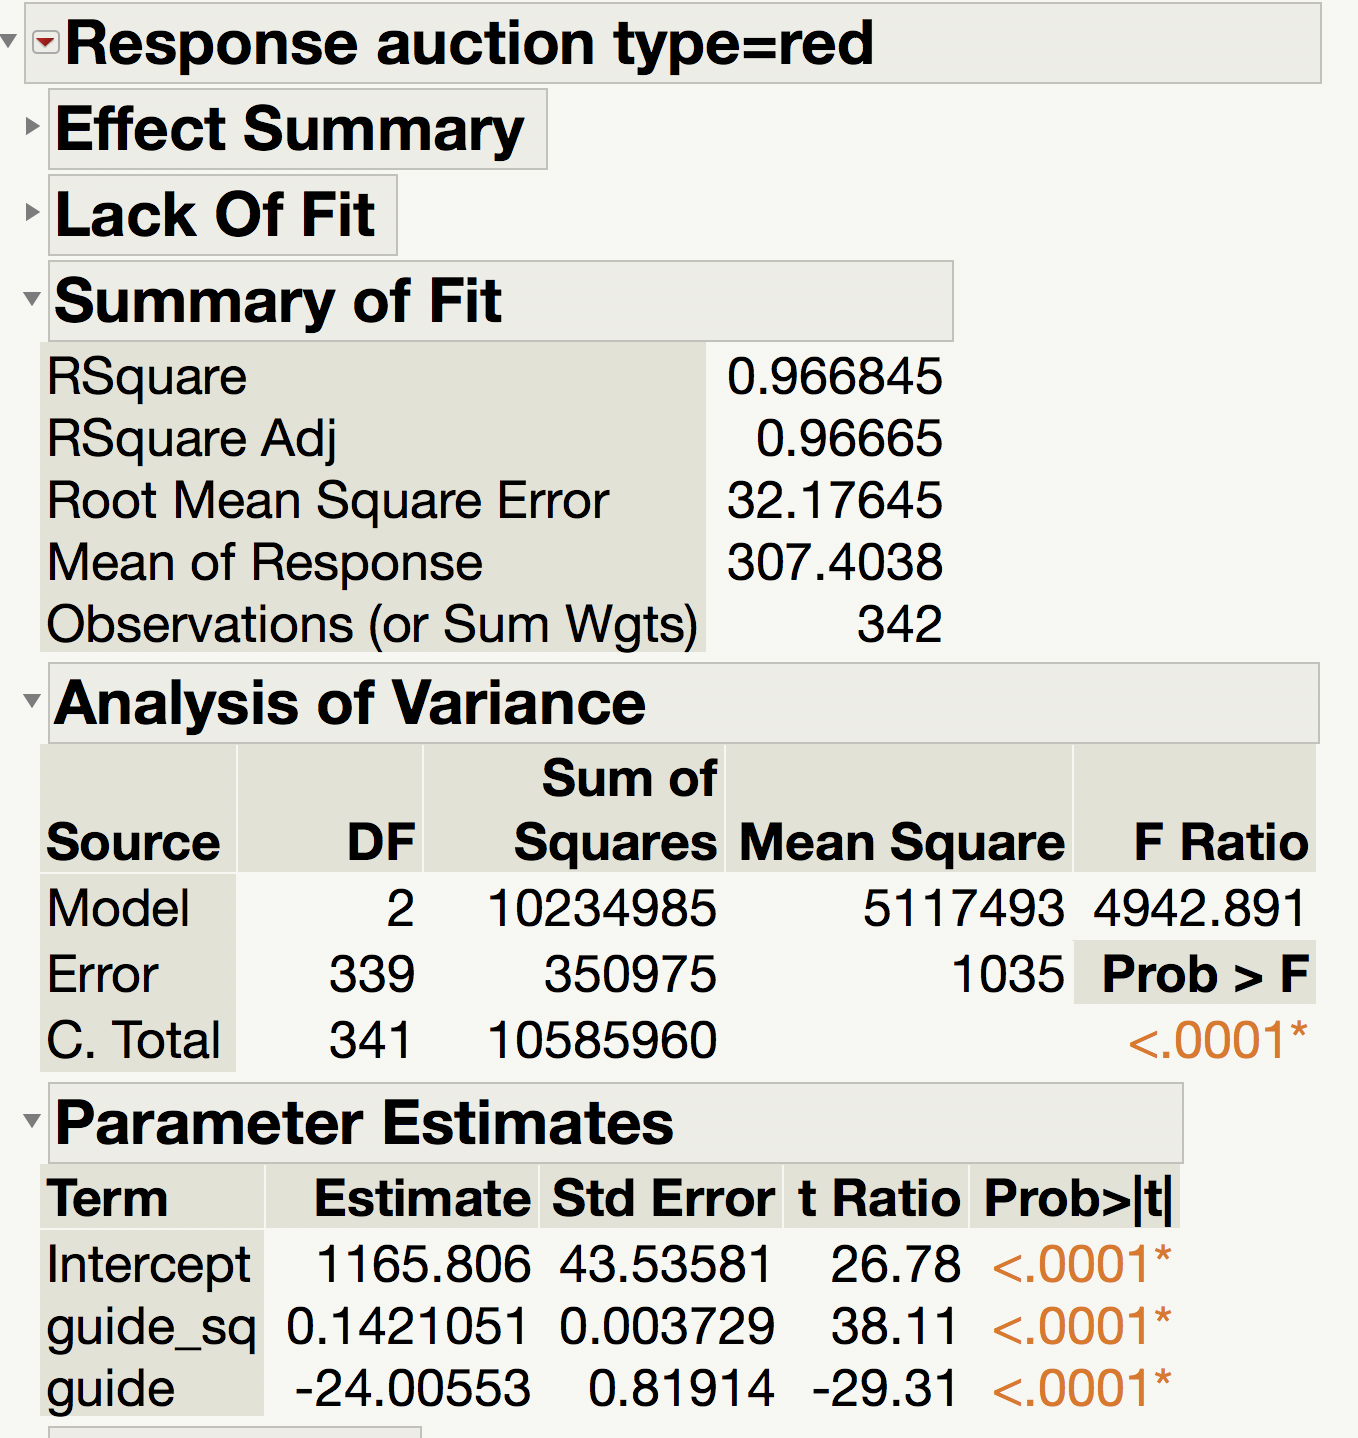 Response auction type=red
Effect Summary
Lack Of Fit
Summary of Fit
RSquare 0.966845
RSquare Adj 0.96665
Root Mean Square Error 32.17645
Mean of Response 307.4038
Observations (or Sum Wgts) 342
Analysis of Variance
Sum of
Source DF Squares Mean Square F Ratio
Model 2 10234985 5117493 4942.891
Error 339 350975 1035 Prob > F
C. Total 341 10585960 <.0001*
Parameter Estimates
Term Estimate Std Error t Ratio Prob>|t|
Intercept 1165.806 43.53581 26.78 <.0001*
guide_sq 0.1421051 0.003729 38.11 <.0001*
guide -24.00553 0.81914 -29.31 <.0001*